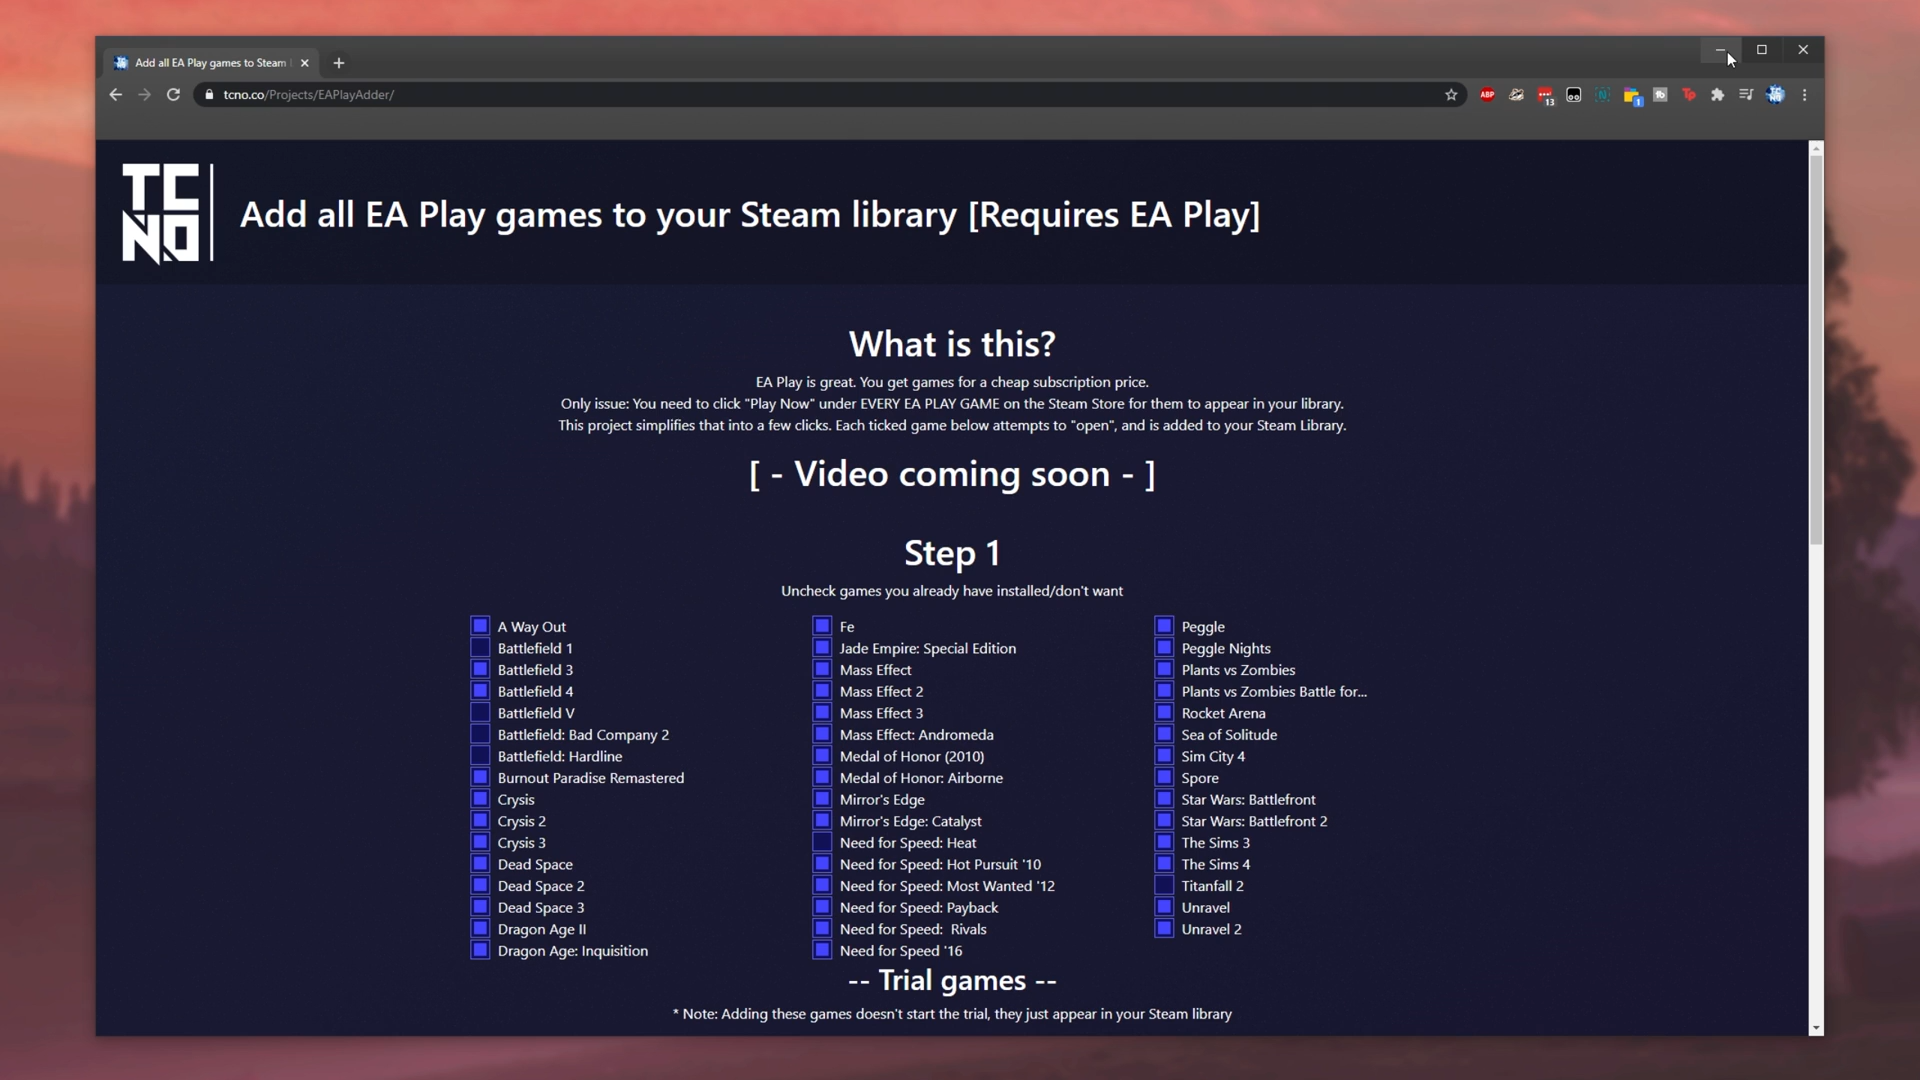 Add all EA Play games to Steam
tcno.co/Projects/EAPlayAdder/
ABP
13
1
TC
NO
Add all EA Play games to your Steam library [Requires EA Play]
What is this?
EA Play is great. You get games for a cheap subscription price.
Only issue: You need to click "Play Now" under EVERY EA PLAY GAME on the Steam Store for them to appear in your library.
This project simplifies that into a few clicks. Each ticked game below attempts to "open", and is added to your Steam Library.
[ - Video coming soon - ]
Step 1
Uncheck games you already have installed/don't want
A Way Out
Battlefield 1
Battlefield 3
Battlefield 4
Battlefield V
Battlefield: Bad Company 2
Battlefield: Hardline
Burnout Paradise Remastered
Crysis
Crysis 2
Crysis 3
Dead Space
Dead Space 2
Dead Space 3
Dragon Age II
Dragon Age: Inquisition
Fe
Jade Empire: Special Edition
Mass Effect
Mass Effect 2
Mass Effect 3
Mass Effect: Andromeda
Medal of Honor (2010)
Medal of Honor: Airborne
Mirror's Edge
Mirror's Edge: Catalyst
Need for Speed: Heat
Need for Speed: Hot Pursuit '10
Need for Speed: Most Wanted '12
Need for Speed: Payback
Need for Speed: Rivals
Need for Speed '16
Peggle
Peggle Nights
Plants vs Zombies
Plants vs Zombies Battle for...
Rocket Arena
Sea of Solitude
Sim City 4
Spore
Star Wars: Battlefront
Star Wars: Battlefront 2
The Sims 3
The Sims 4
Titanfall 2
Unravel
Unravel 2
-- Trial games --
* Note: Adding these games doesn't start the trial, they just appear in your Steam library